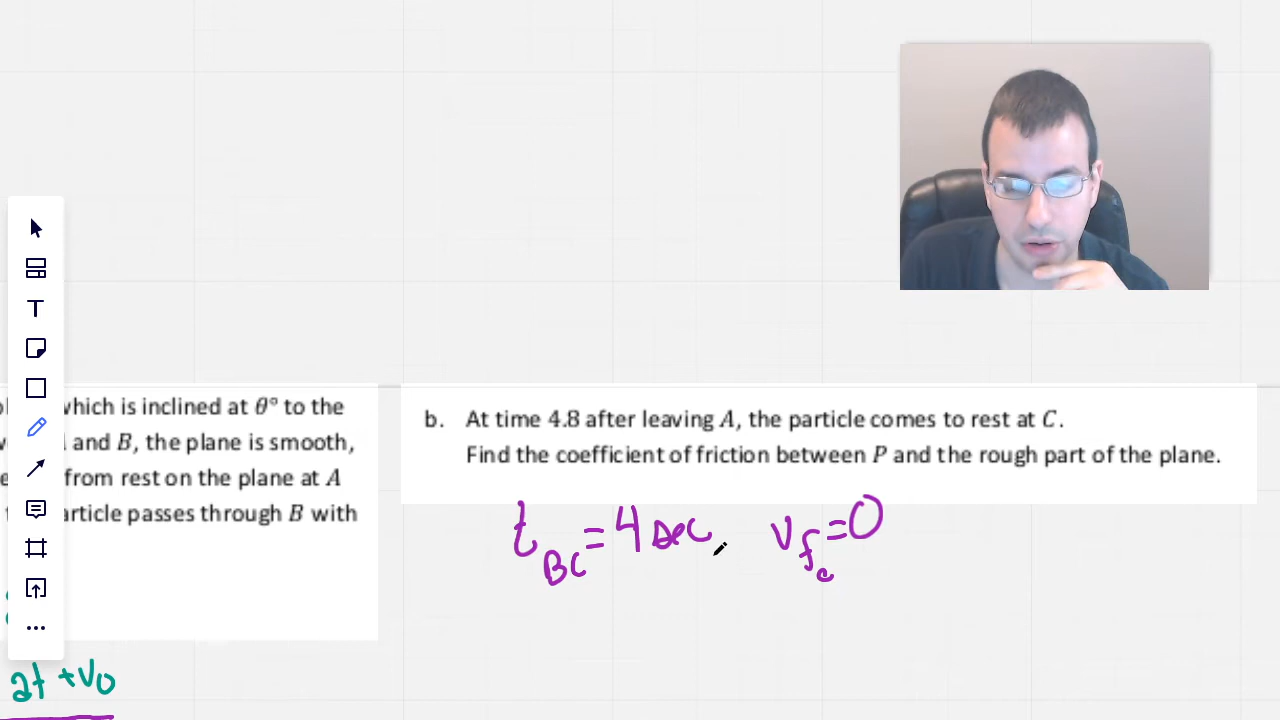 which is inclined at θ° to the
and B, the plane is smooth,
from rest on the plane at A
article passes through B with
at + v0
b. At time 4.8 after leaving A, the particle comes to rest at C.
Find the coefficient of friction between P and the rough part of the plane.
t_BC = 4 sec, v_f_c = 0
T